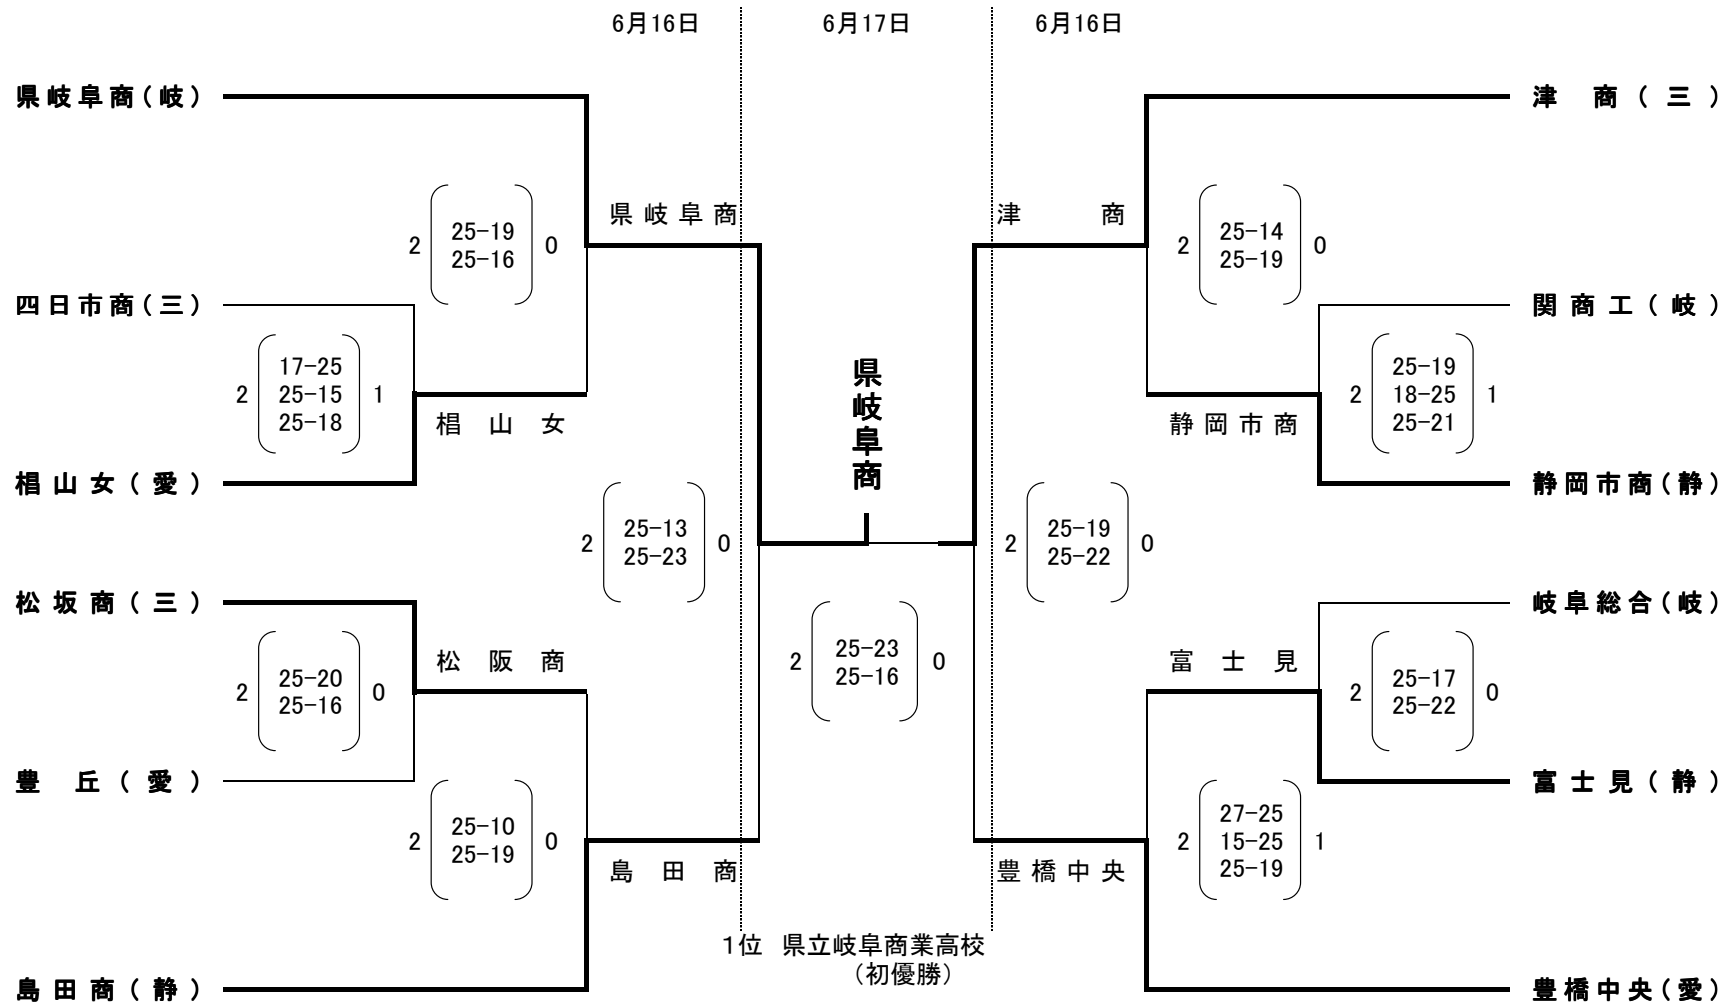 6月16日 6月17日 6月16日
県岐阜商(岐) 津商(三)
県岐阜商 津商
2 25-19 0 2 25-14 0
25-16 25-19
四日市商(三) 関商工(岐)
17-25 25-19
2 25-15 1 2 18-25 1
25-18 25-21
県岐阜商
椙山女 静岡市商
椙山女(愛) 静岡市商(静)
2 25-13 0 2 25-19 0
25-23 25-22
松坂商(三) 岐阜総合(岐)
松阪商 富士見
2 25-23 0
25-16
2 25-20 0 2 25-17 0
25-16 25-22
豊丘(愛) 富士見(静)
27-25
2 25-10 0 2 15-25 1
25-19 25-19
島田商 豊橋中央
1位 県立岐阜商業高校
(初優勝)
島田商(静) 豊橋中央(愛)